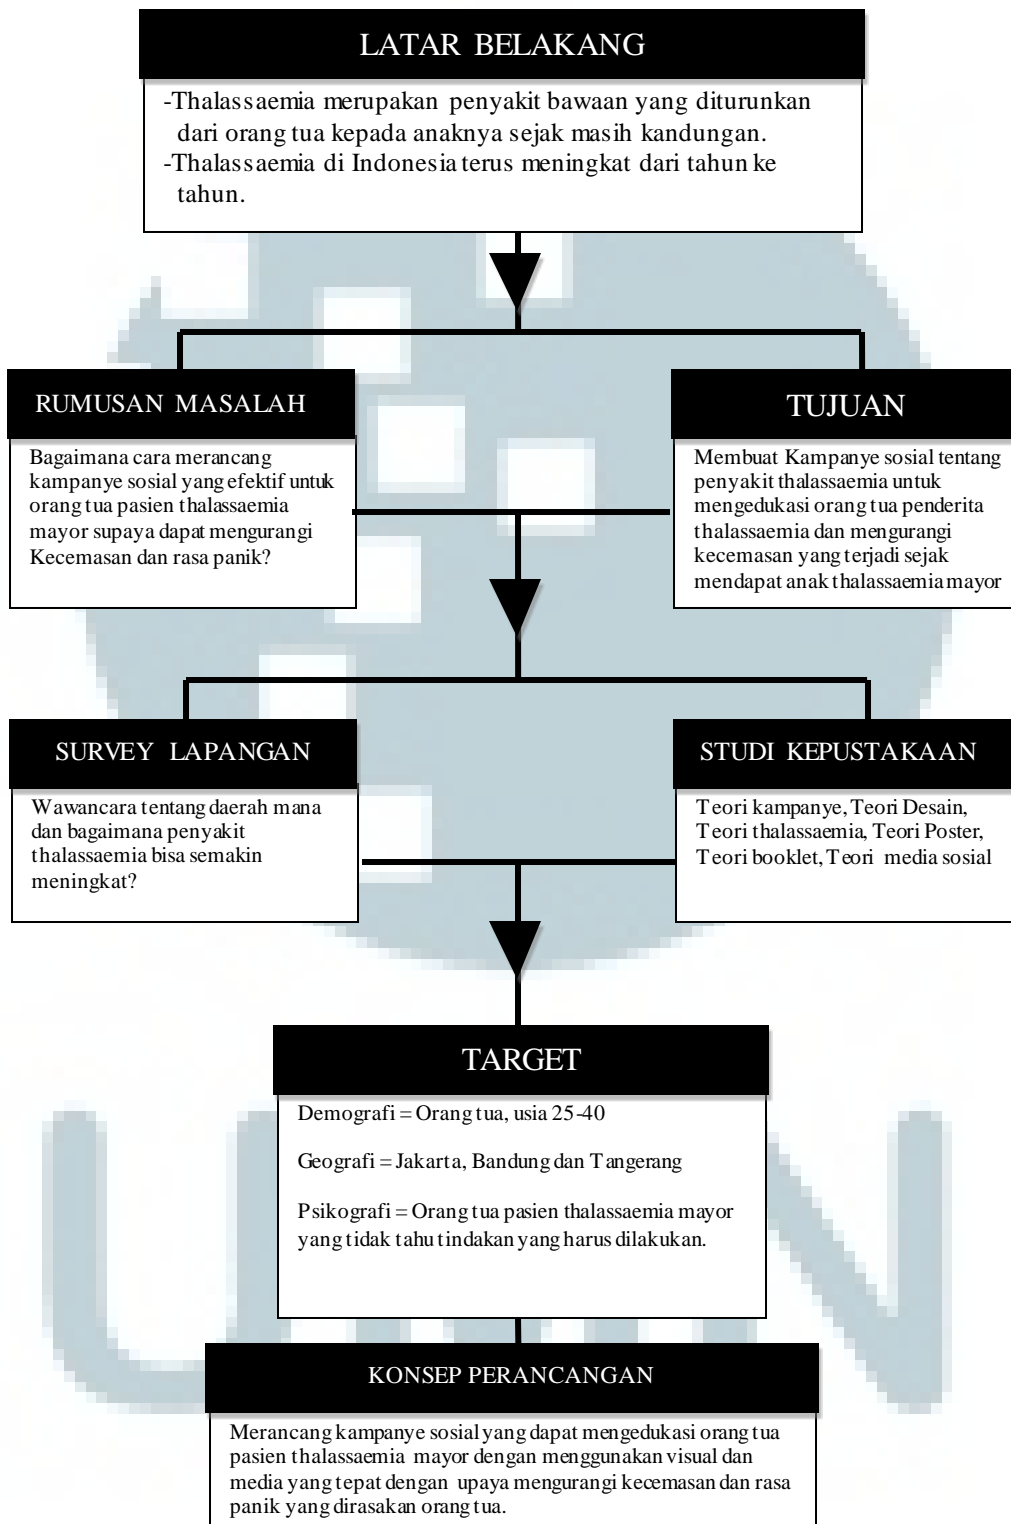 LATAR BELAKANG
-Thalassaemia merupakan penyakit bawaan yang diturunkan
dari orang tua kepada anaknya sejak masih kandungan.
-Thalassaemia di Indonesia terus meningkat dari tahun ke
tahun.
RUMUSAN MASALAH
Bagaimana cara merancang
kampanye sosial yang efektif untuk
orang tua pasien thalassaemia
mayor supaya dapat mengurangi
Kecemasan dan rasa panik?
TUJUAN
Membuat Kampanye sosial tentang
penyakit thalassaemia untuk
mengedukasi orang tua penderita
thalassaemia dan mengurangi
kecemasan yang terjadi sejak
mendapat anak thalassaemia mayor
SURVEY LAPANGAN
Wawancara tentang daerah mana
dan bagaimana penyakit
thalassaemia bisa semakin
meningkat?
STUDI KEPUSTAKAAN
Teori kampanye, Teori Desain,
Teori thalassaemia, Teori Poster,
Teori booklet, Teori media sosial
TARGET
Demografi = Orang tua, usia 25-40
Geografi = Jakarta, Bandung dan Tangerang
Psikografi = Orang tua pasien thalassaemia mayor
yang tidak tahu tindakan yang harus dilakukan.
KONSEP PERANCANGAN
Merancang kampanye sosial yang dapat mengedukasi orang tua
pasien thalassaemia mayor dengan menggunakan visual dan
media yang tepat dengan upaya mengurangi kecemasan dan rasa
panik yang dirasakan orang tua.